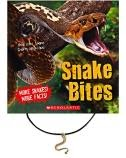 Snake
Bites
MORE SNAKES!
MORE FACTS!
SCHOLASTIC